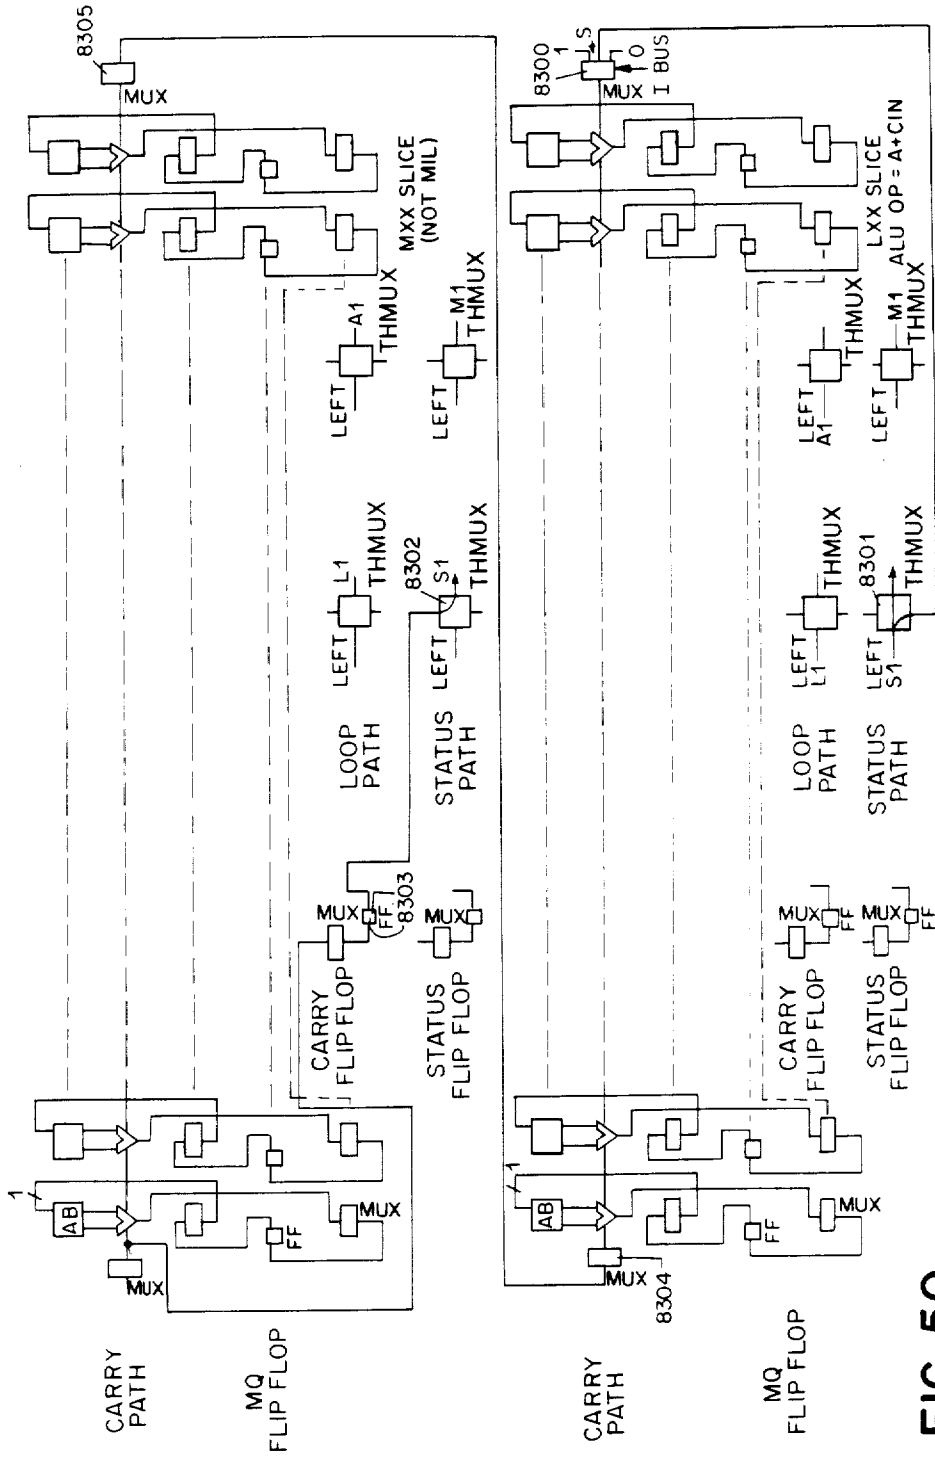 CARRY
PATH
MQ
FLIP FLOP
1
AB
MUX
FF
MUX
CARRY
FLIP FLOP
STATUS
FLIP FLOP
MUX
FF
8303
MUX
LOOP
PATH
STATUS
PATH
LEFT
L1
THMUX
8302
LEFT
S1
THMUX
LEFT
A1
THMUX
LEFT
M1
THMUX
MXX SLICE
(NOT MIL)
MUX
8305
CARRY
PATH
MQ
FLIP FLOP
1
AB
MUX
8304
FF
MUX
CARRY
FLIP FLOP
STATUS
FLIP FLOP
MUX
FF
MUX
FF
LOOP
PATH
STATUS
PATH
LEFT
L1
THMUX
LEFT
S1
8301
THMUX
LEFT
A1
THMUX
LEFT
M1
THMUX
LXX SLICE
ALU OP = A+CIN
8300
1
S
0
MUX
I BUS